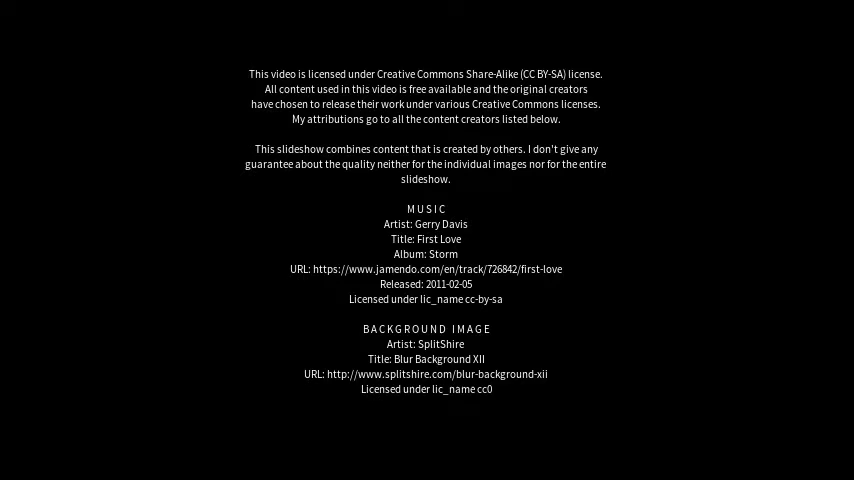 This video is licensed under Creative Commons Share-Alike (CC BY-SA) license.
All content used in this video is free available and the original creators
have chosen to release their work under various Creative Commons licenses.
My attributions go to all the content creators listed below.
This slideshow combines content that is created by others. I don't give any
guarantee about the quality neither for the individual images nor for the entire
slideshow.
MUSIC
Artist: Gerry Davis
Title: First Love
Album: Storm
URL: https://www.jamendo.com/en/track/726842/first-love
Released: 2011-02-05
Licensed under lic_name cc-by-sa
BACKGROUND IMAGE
Artist: SplitShire
Title: Blur Background XII
URL: http://www.splitshire.com/blur-background-xii
Licensed under lic_name cc0